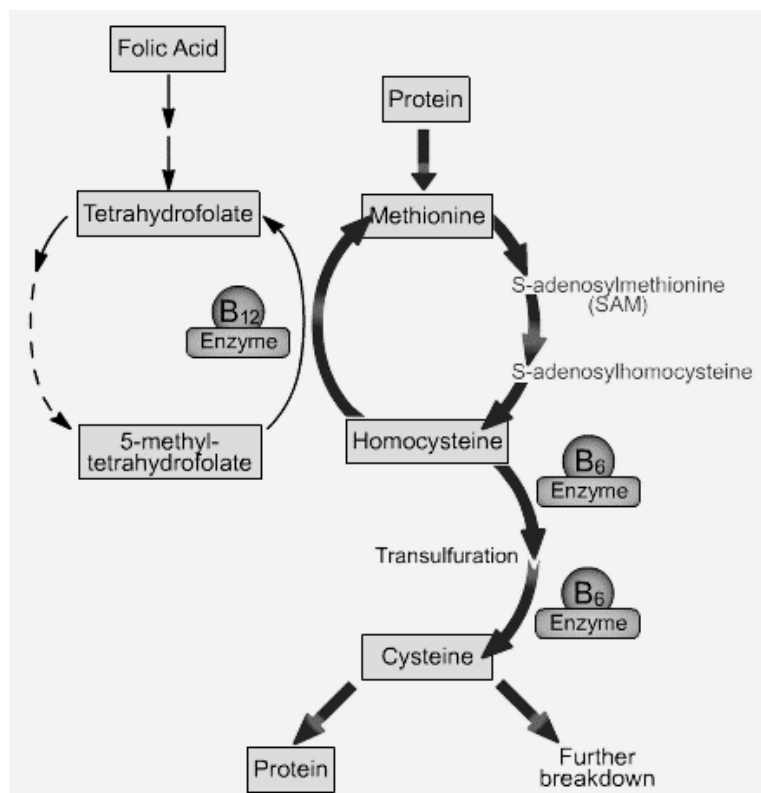 Folic Acid
Protein
Tetrahydrofolate
Methionine
S-adenosylmethionine
(SAM)
B12
Enzyme
S-adenosylhomocysteine
5-methyl-
tetrahydrofolate
Homocysteine
B6
Enzyme
Transulfuration
B6
Enzyme
Cysteine
Protein
Further
breakdown